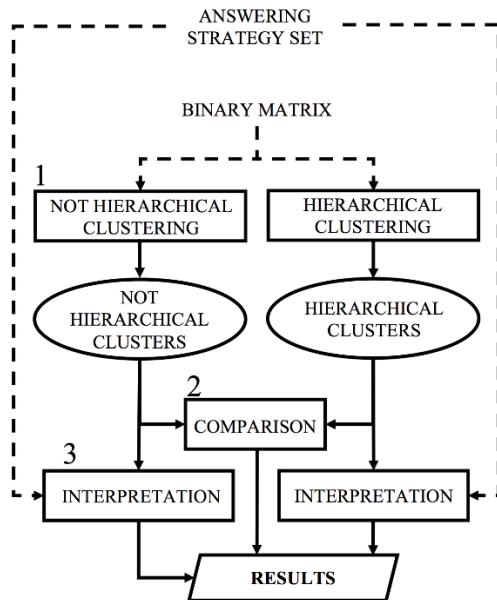 ANSWERING
STRATEGY SET
BINARY MATRIX
1
NOT HIERARCHICAL
CLUSTERING
HIERARCHICAL
CLUSTERING
NOT
HIERARCHICAL
CLUSTERS
HIERARCHICAL
CLUSTERS
2
COMPARISON
3
INTERPRETATION
INTERPRETATION
RESULTS